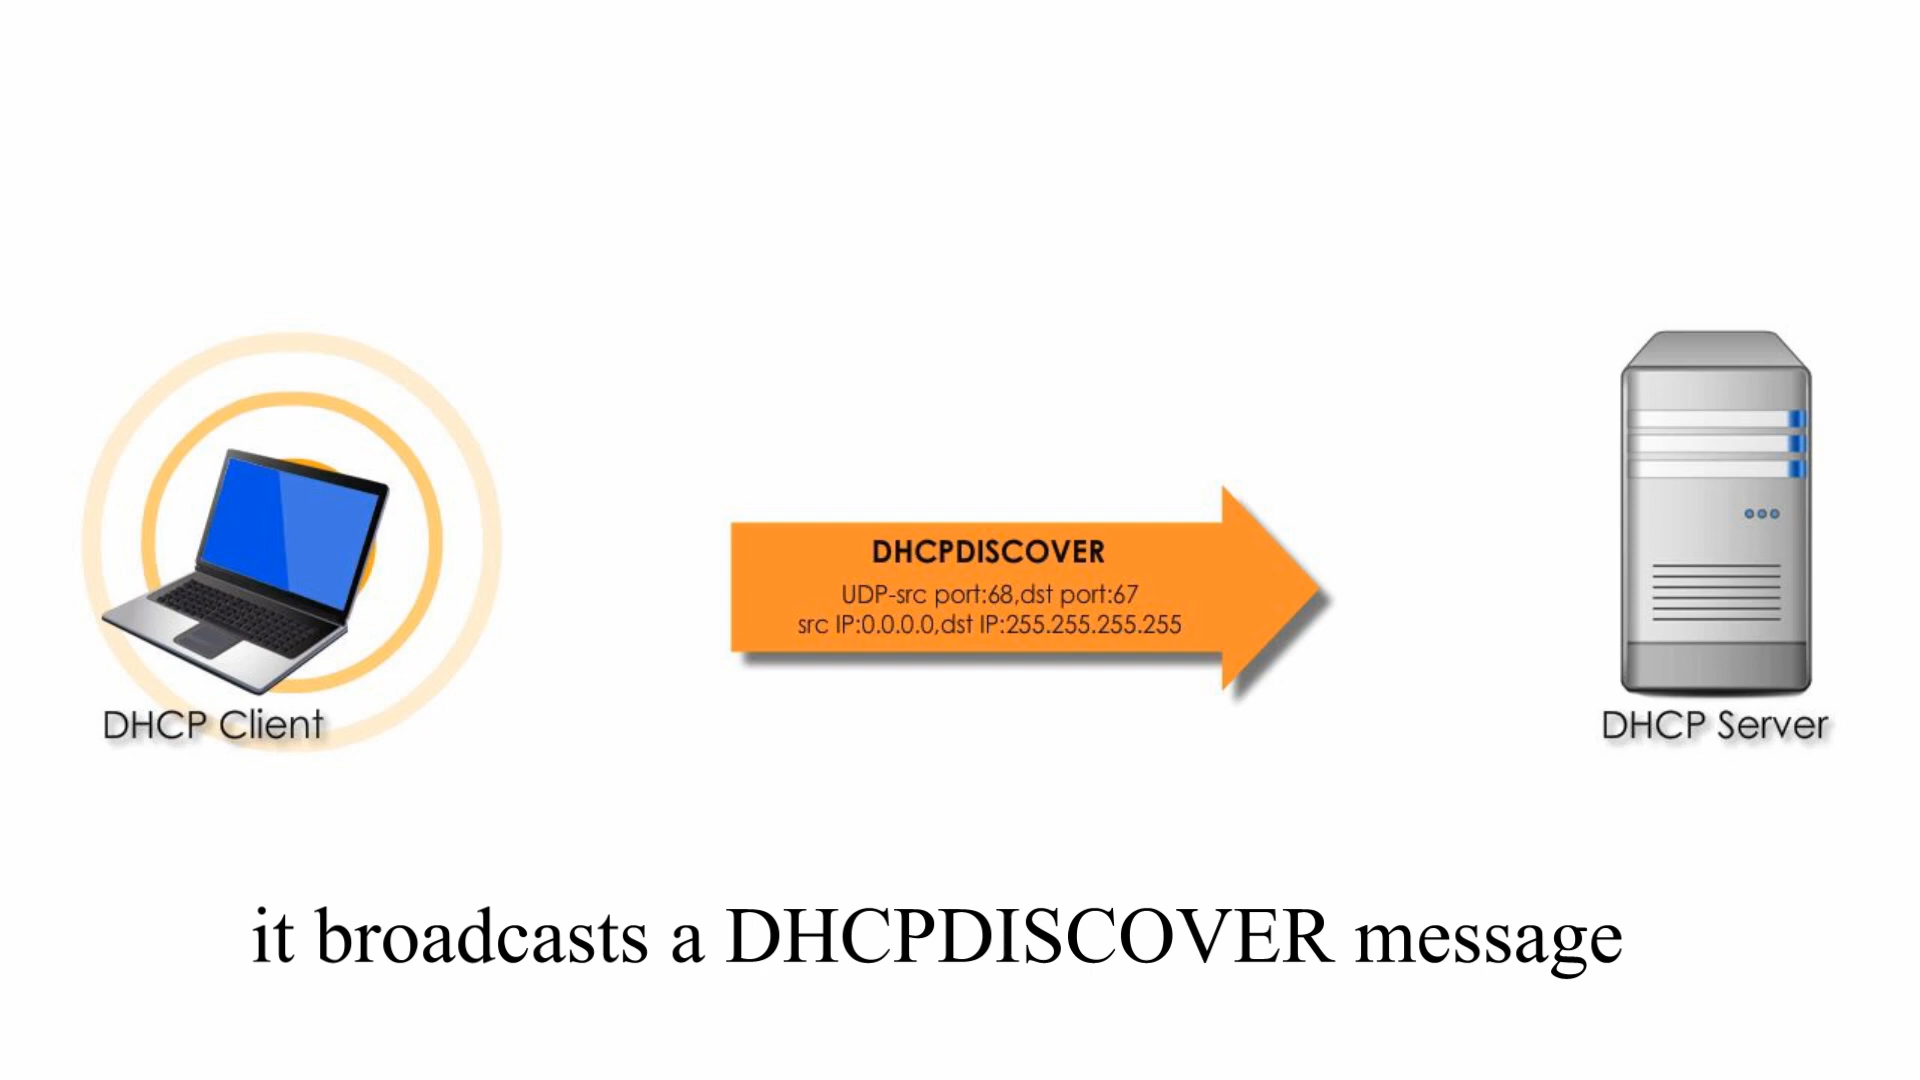 DHCPDISCOVER
UDP-src port:68,dst port:67
src IP:0.0.0.0,dst IP:255.255.255.255
DHCP Client
DHCP Server
it broadcasts a DHCPDISCOVER message